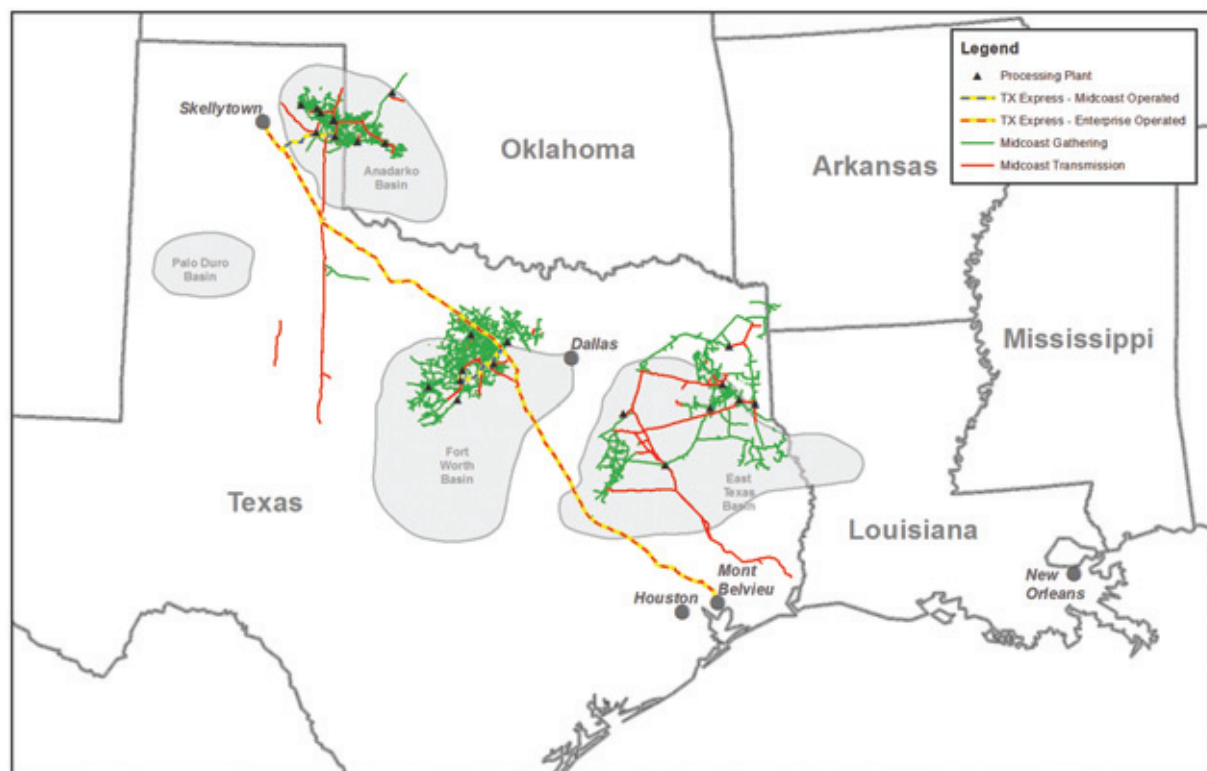 Legend
Processing Plant
TX Express - Midcoast Operated
TX Express - Enterprise Operated
Midcoast Gathering
Midcoast Transmission
Skellytown
Oklahoma
Arkansas
Anadarko
Basin
Palo Duro
Basin
Mississippi
Dallas
Fort
Worth
Basin
East
Texas
Basin
Texas
Louisiana
Mont
Belvieu
Houston
New
Orleans